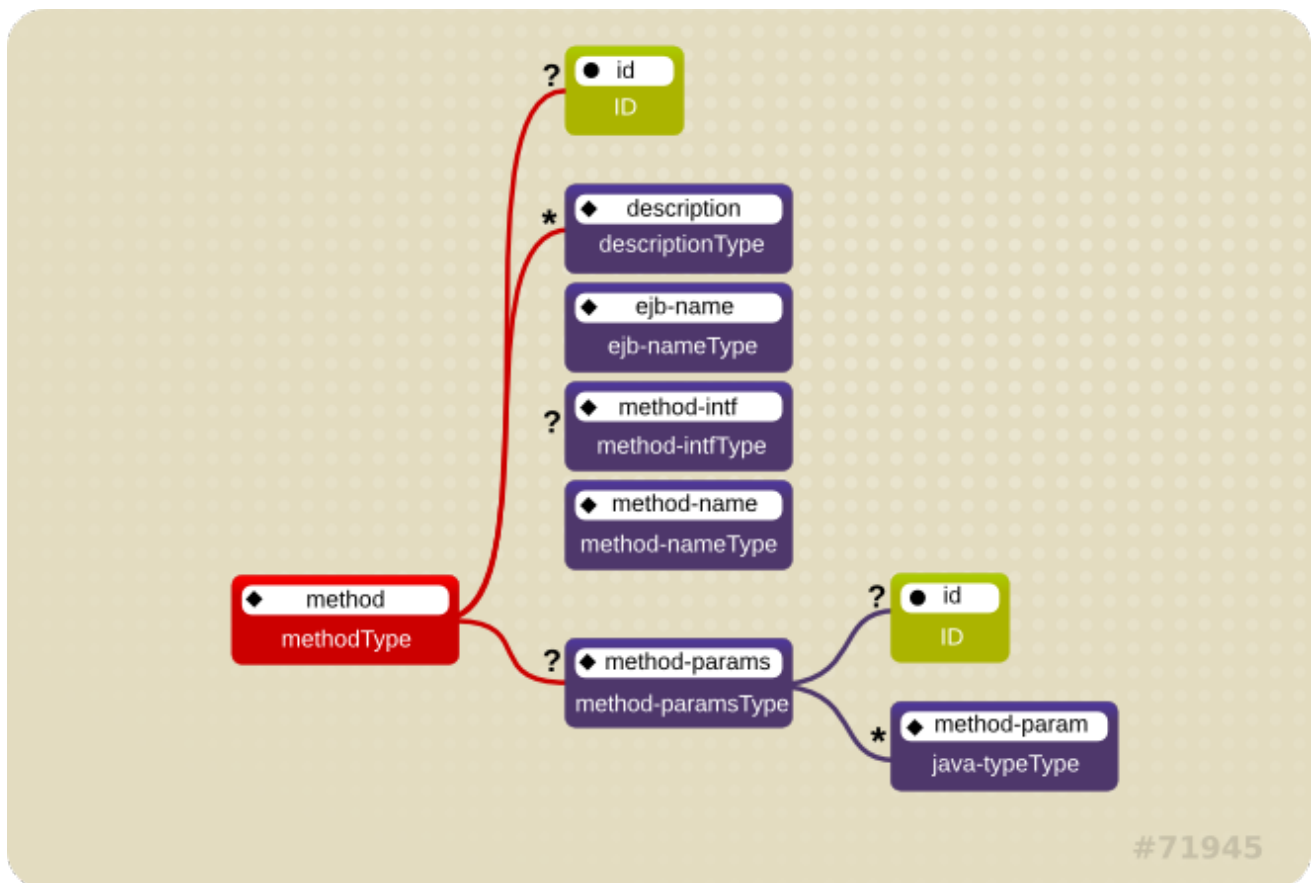 ?
id
ID
*
description
descriptionType
ejb-name
ejb-nameType
?
method-intf
method-intfType
method-name
method-nameType
method
methodType
?
method-params
method-paramsType
?
id
ID
*
method-param
java-typeType
#71945